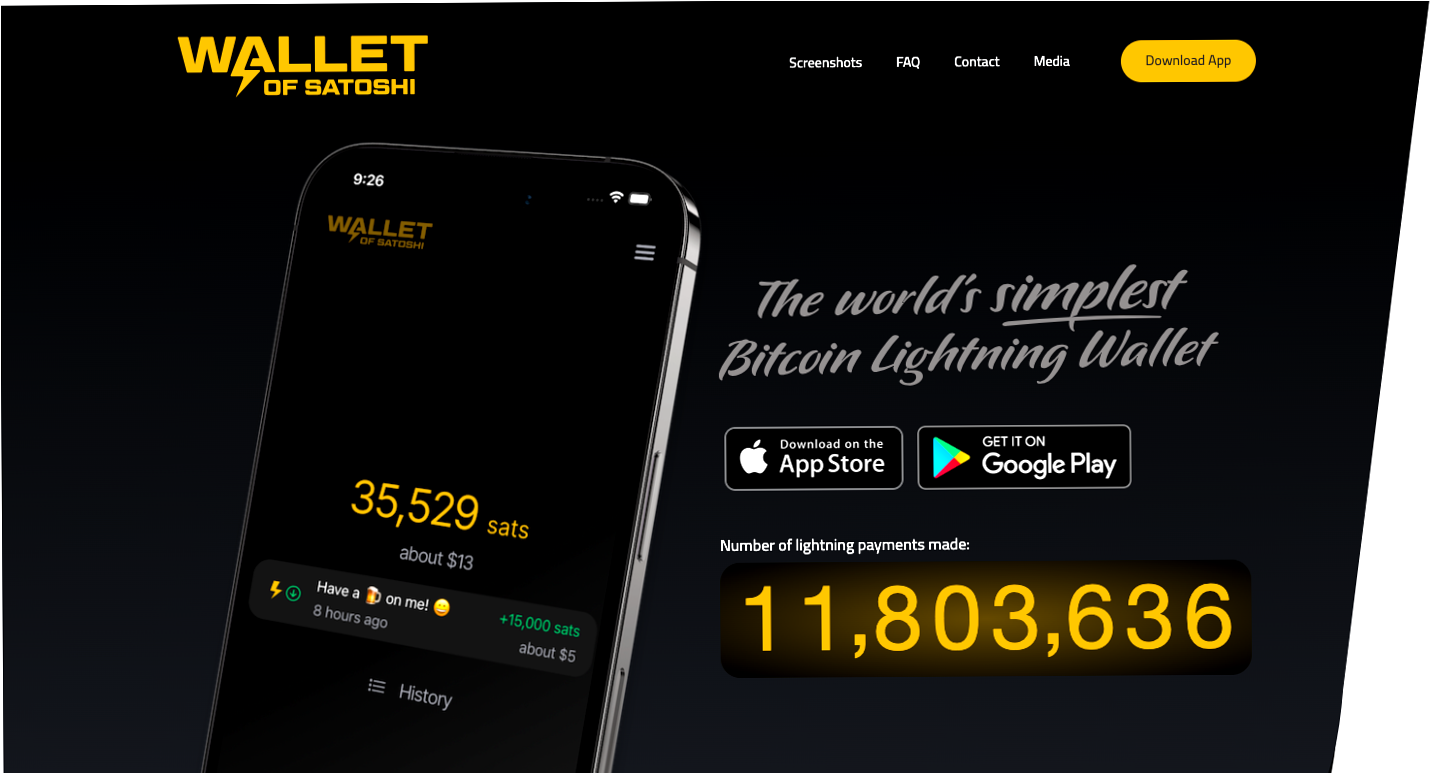 WALLET
OF SATOSHI
Screenshots
FAQ
Contact
Media
Download App
9:26
WALLET
OF SATOSHI
The world's simplest
Bitcoin Lightning Wallet
Download on the
App Store
GET IT ON
Google Play
35,529 sats
about $13
Have a 🍺 on me! 😄
8 hours ago
+15,000 sats
about $5
History
Number of lightning payments made:
11,803,636